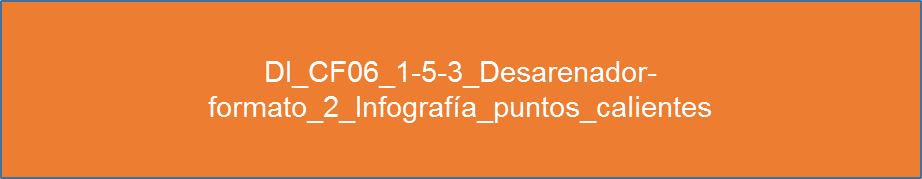 DI_CF06_1-5-3_Desarenador-
formato_2_Infografía_puntos_calientes